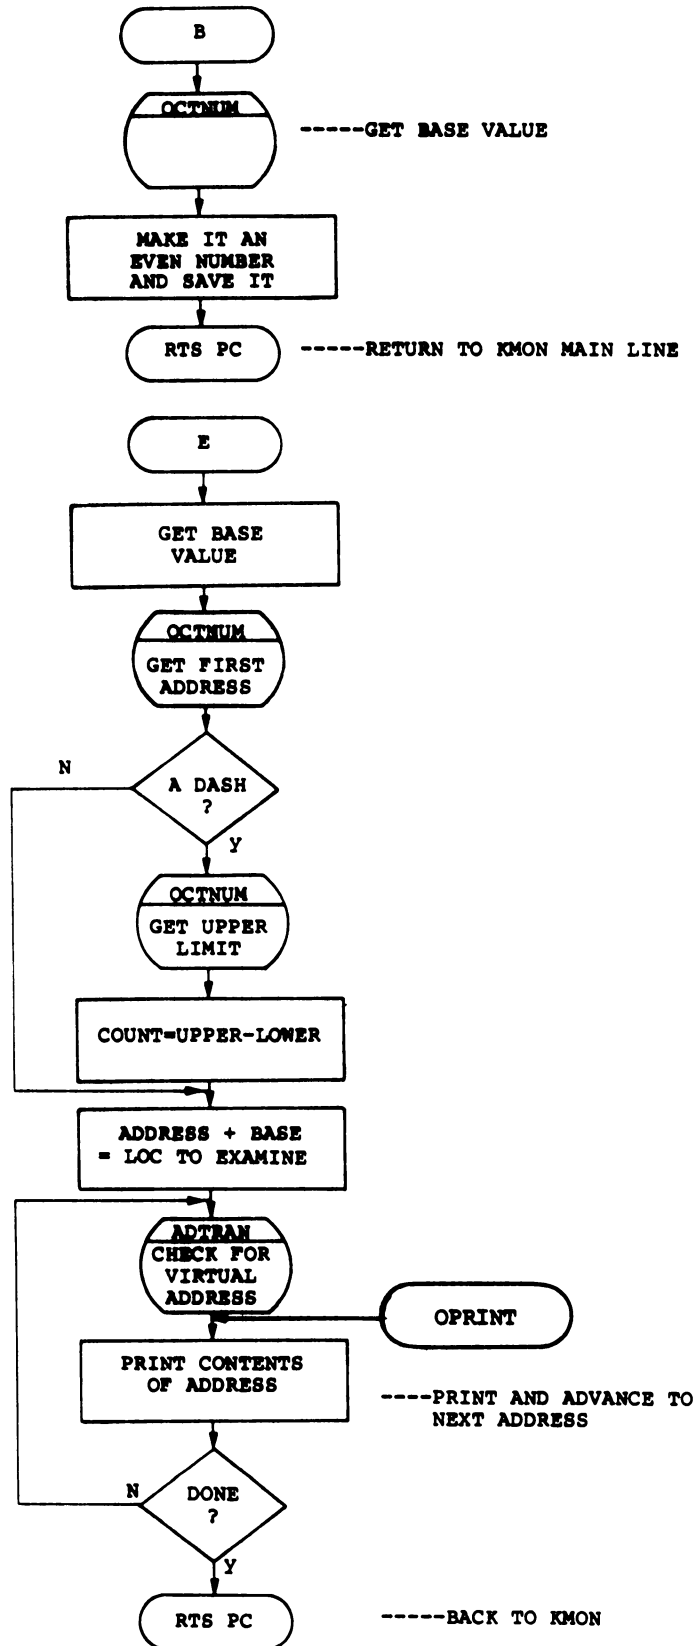 B
OCTNUM
-----GET BASE VALUE
MAKE IT AN
EVEN NUMBER
AND SAVE IT
RTS PC
-----RETURN TO KMON MAIN LINE
E
GET BASE
VALUE
OCTNUM
GET FIRST
ADDRESS
N
A DASH
?
Y
OCTNUM
GET UPPER
LIMIT
COUNT=UPPER-LOWER
ADDRESS + BASE
= LOC TO EXAMINE
ADTRAN
CHECK FOR
VIRTUAL
ADDRESS
OPRINT
PRINT CONTENTS
OF ADDRESS
----PRINT AND ADVANCE TO
NEXT ADDRESS
N
DONE
?
Y
RTS PC
-----BACK TO KMON